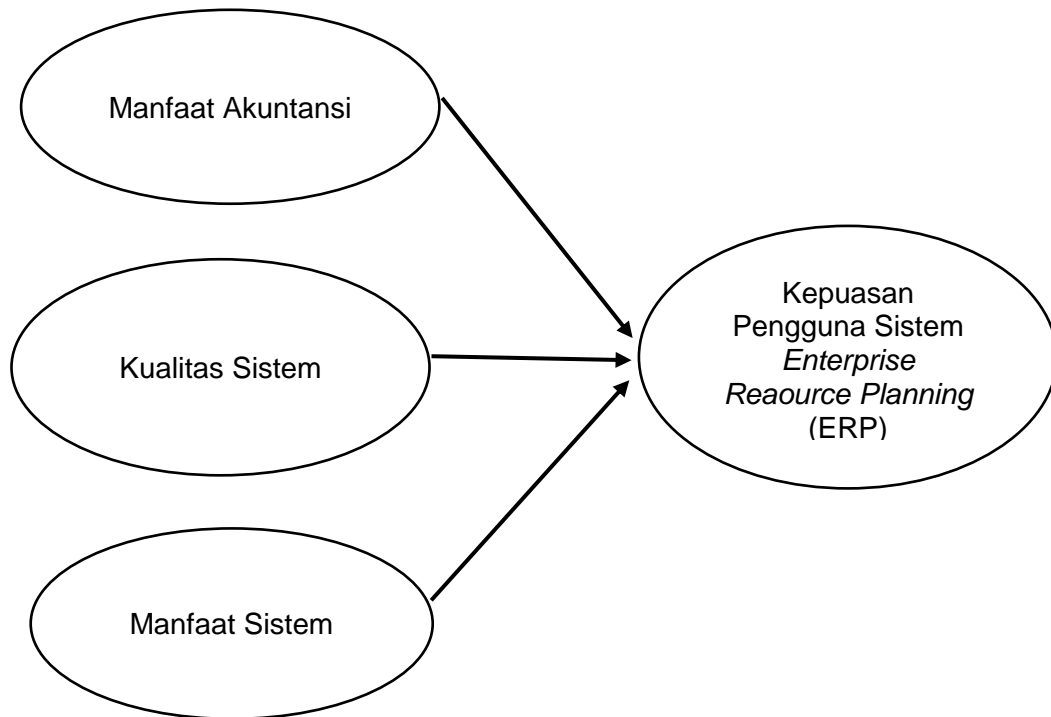 Manfaat Akuntansi
Kualitas Sistem
Manfaat Sistem
Kepuasan
Pengguna Sistem
Enterprise
Reaource Planning
(ERP)